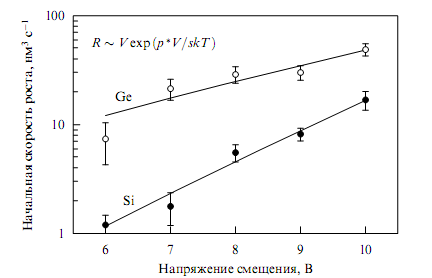 100
R ~ V exp (p*V/skT)
Ge
10
Si
1
6 7 8 9 10
Начальная скорость роста, нм³ с⁻¹
Напряжение смещения, В